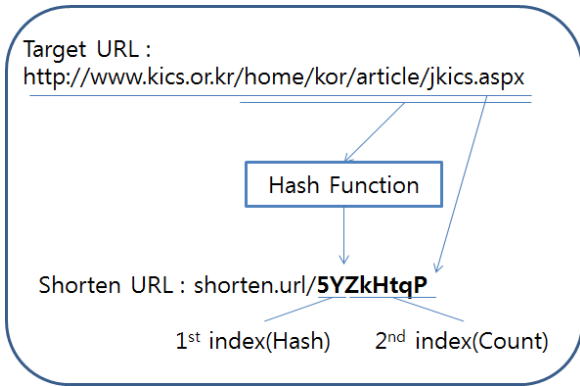 Target URL :
http://www.kics.or.kr/home/kor/article/jkics.aspx
Hash Function
Shorten URL : shorten.url/5YZkHtqP
1st index(Hash) 2nd index(Count)